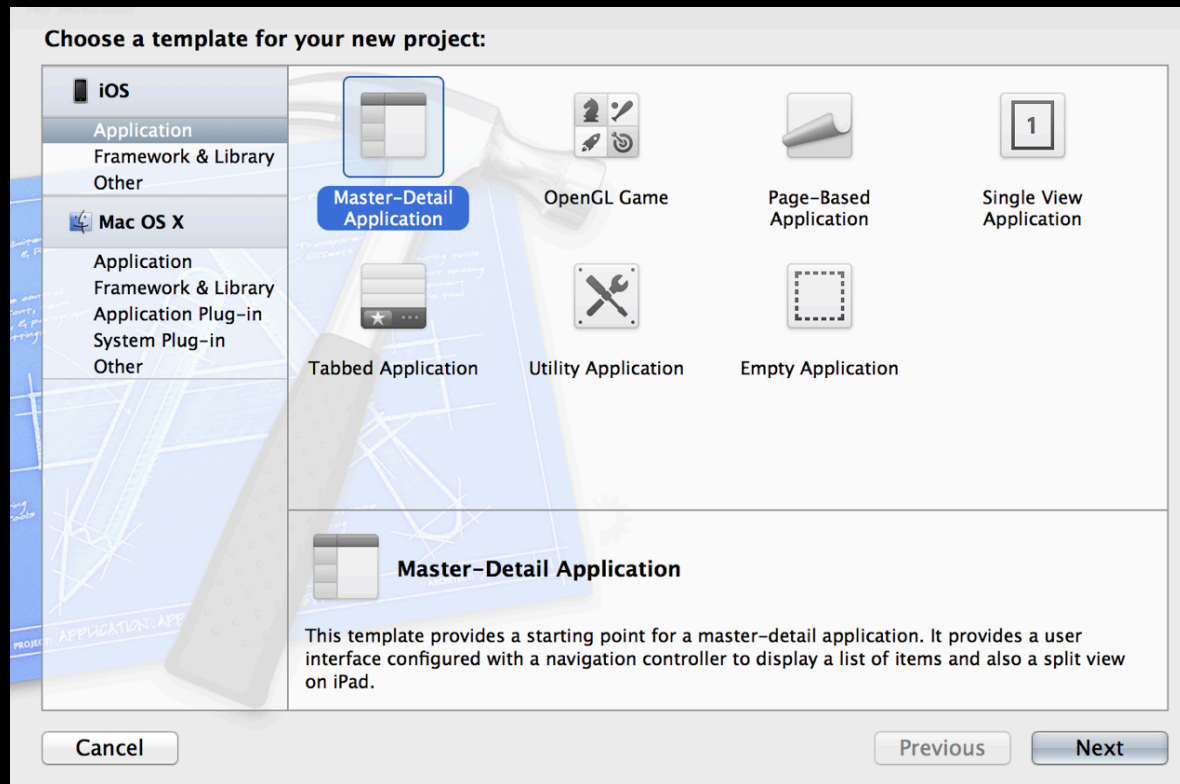 Choose a template for your new project:
iOS
Application
Framework & Library
Other
Mac OS X
Application
Framework & Library
Application Plug-in
System Plug-in
Other
Master-Detail
Application
OpenGL Game
Page-Based
Application
1
Single View
Application
Tabbed Application
Utility Application
Empty Application
Master-Detail Application
This template provides a starting point for a master-detail application. It provides a user
interface configured with a navigation controller to display a list of items and also a split view
on iPad.
PROJECT: APPLICATION.APP
Cancel
Previous
Next